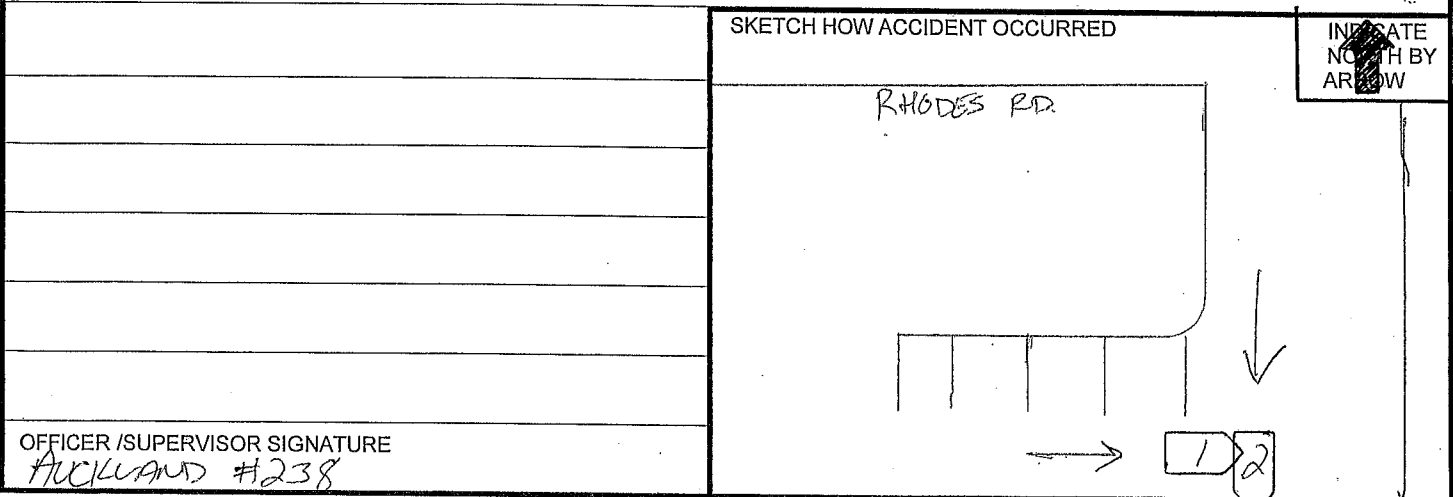 SKETCH HOW ACCIDENT OCCURRED
INDICATE
NORTH BY
ARROW
RHODES RD.
1 2
OFFICER /SUPERVISOR SIGNATURE
AUCKLAND #238